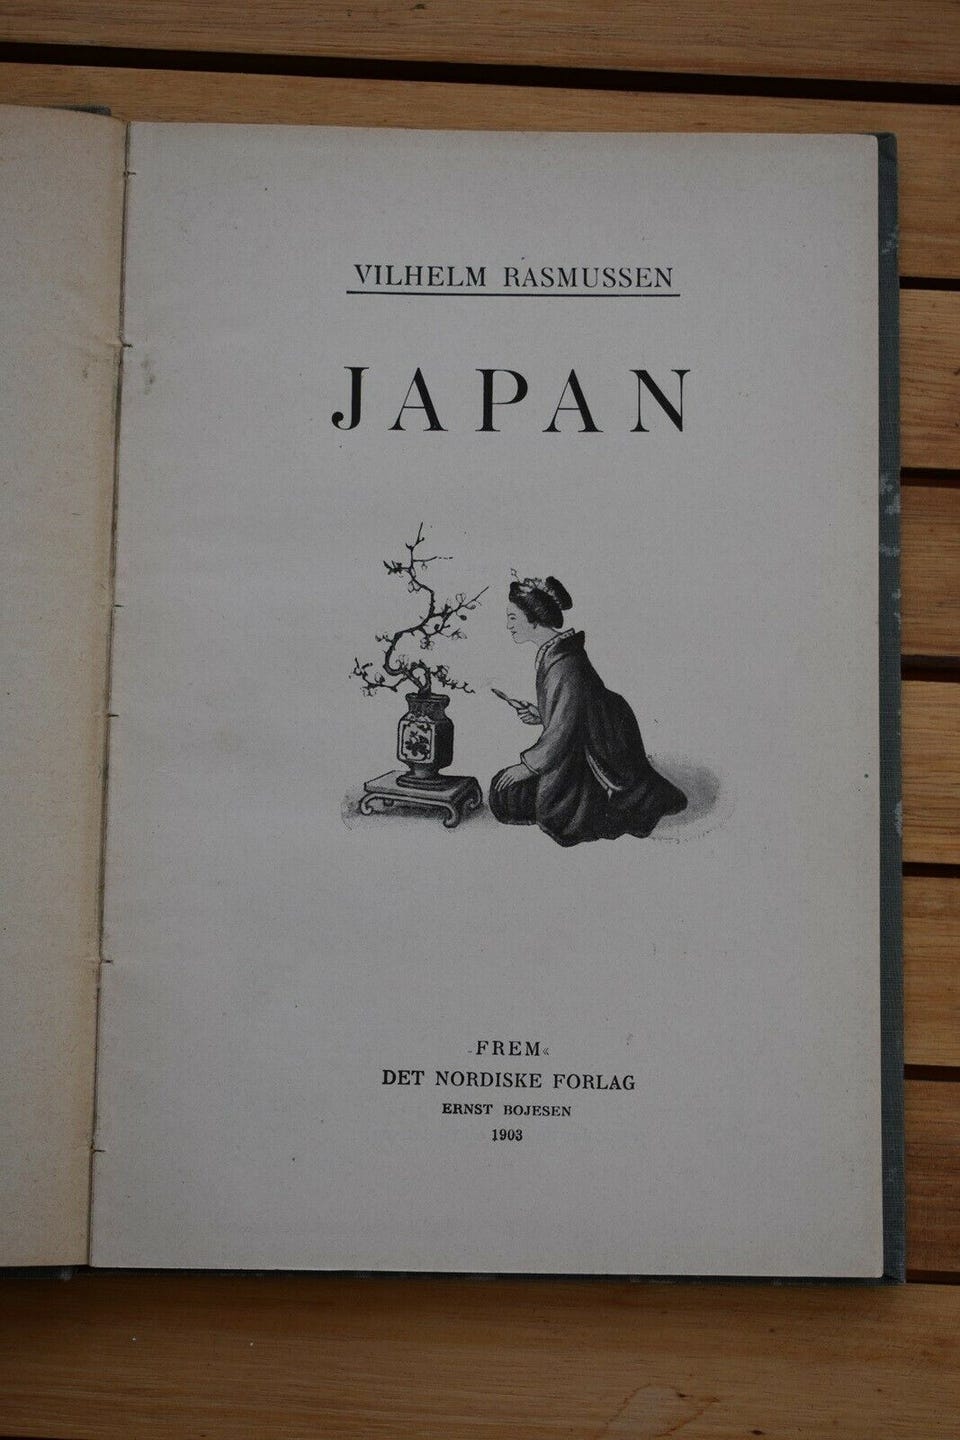 VILHELM RASMUSSEN
JAPAN
„FREM“
DET NORDISKE FORLAG
ERNST BOJESEN
1903